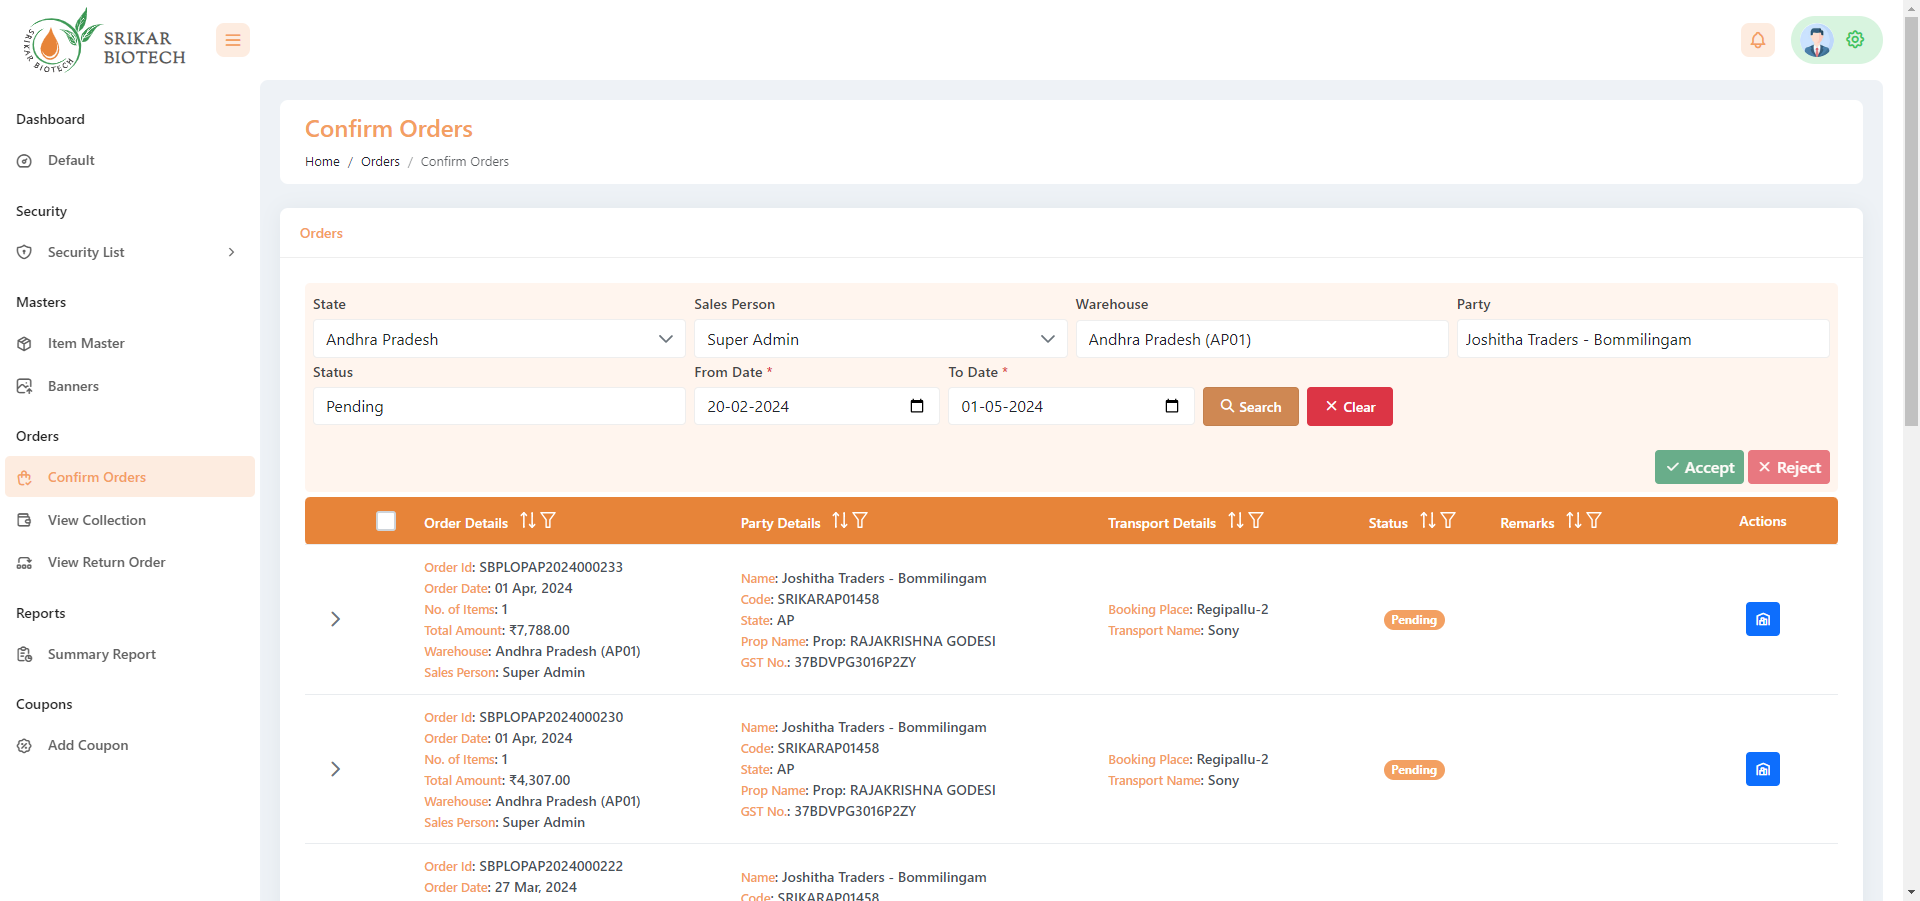 SRIKAR BIOTECH
SRIKAR
BIOTECH
Dashboard
Default
Security
Security List
Masters
Item Master
Banners
Orders
Confirm Orders
View Collection
View Return Order
Reports
Summary Report
Coupons
Add Coupon
Confirm Orders
Home / Orders / Confirm Orders
Orders
State Sales Person Warehouse Party
Andhra Pradesh Super Admin Andhra Pradesh (AP01) Joshitha Traders - Bommilingam
Status From Date * To Date *
Pending 20-02-2024 01-05-2024 Search Clear
Accept Reject
Order Details Party Details Transport Details Status Remarks Actions
Order Id: SBPLOPAP2024000233
Order Date: 01 Apr, 2024
No. of Items: 1
Total Amount: ₹7,788.00
Warehouse: Andhra Pradesh (AP01)
Sales Person: Super Admin
Name: Joshitha Traders - Bommilingam
Code: SRIKARAP01458
State: AP
Prop Name: Prop: RAJAKRISHNA GODESI
GST No.: 37BDVPG3016P2ZY
Booking Place: Regipallu-2
Transport Name: Sony
Pending
Order Id: SBPLOPAP2024000230
Order Date: 01 Apr, 2024
No. of Items: 1
Total Amount: ₹4,307.00
Warehouse: Andhra Pradesh (AP01)
Sales Person: Super Admin
Name: Joshitha Traders - Bommilingam
Code: SRIKARAP01458
State: AP
Prop Name: Prop: RAJAKRISHNA GODESI
GST No.: 37BDVPG3016P2ZY
Booking Place: Regipallu-2
Transport Name: Sony
Pending
Order Id: SBPLOPAP2024000222
Order Date: 27 Mar, 2024
Name: Joshitha Traders - Bommilingam
Code: SRIKARAP01458